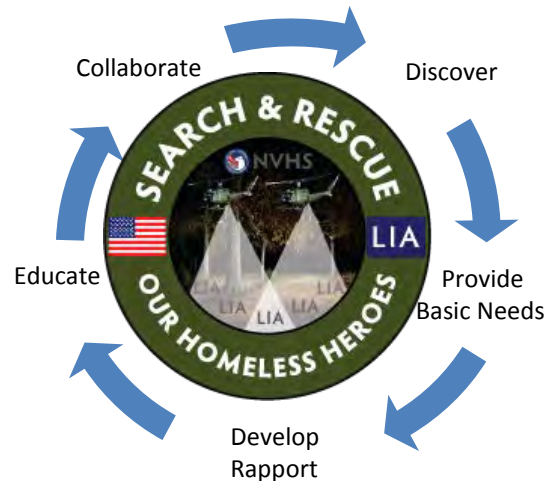 Collaborate
Discover
SEARCH & RESCUE
NVHS
LIA
LIA
LIA
LIA
LIA
LIA
OUR HOMELESS HEROES
Educate
Provide
Basic Needs
Develop
Rapport